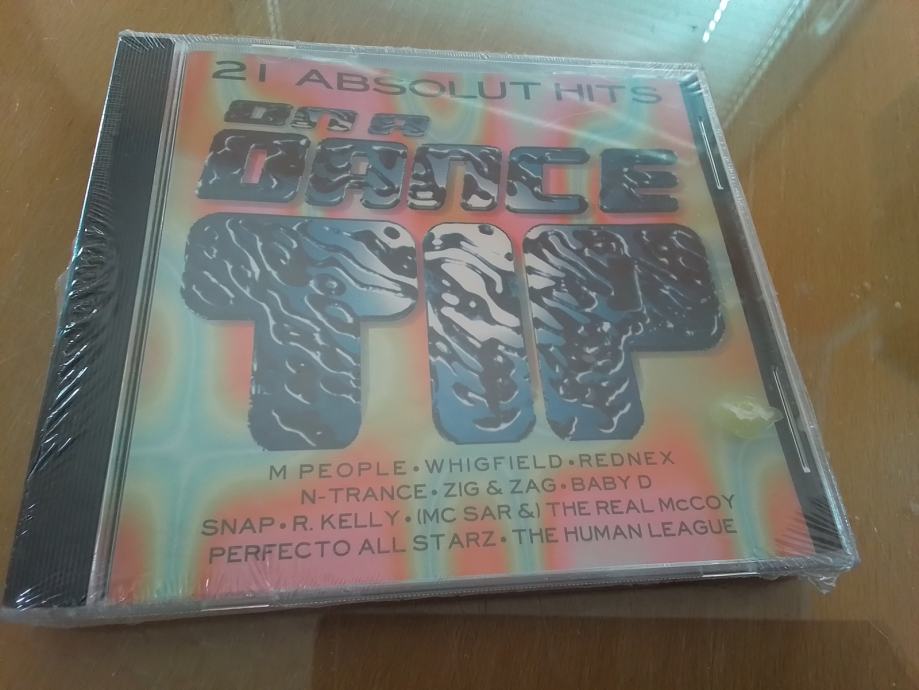 21 ABSOLUT HITS
ON A
DANCE
TIP
M PEOPLE • WHIGFIELD • REDNEX
N-TRANCE • ZIG & ZAG • BABY D
SNAP • R. KELLY • (MC SAR &) THE REAL McCOY
PERFECTO ALL STARZ • THE HUMAN LEAGUE